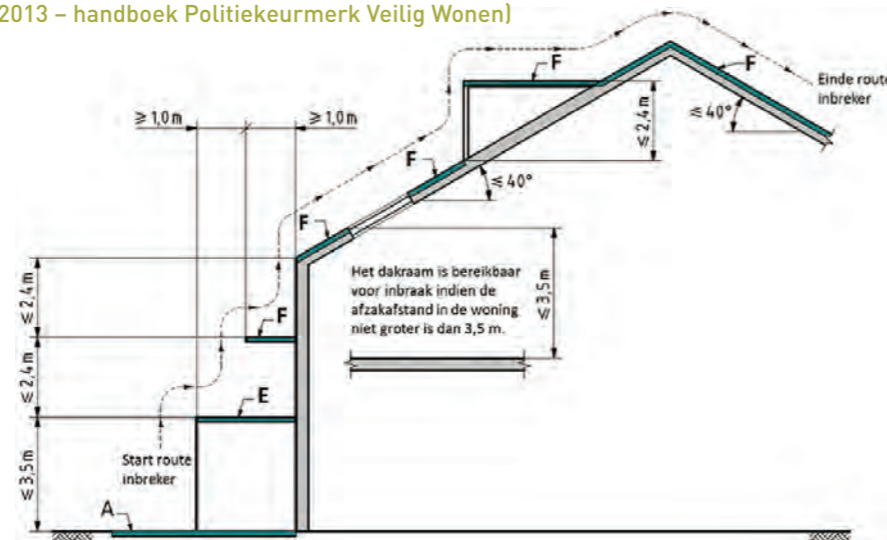 2013 – handboek Politiekeurmerk Veilig Wonen)
F
F
Einde route
inbreker
≥ 1,0 m
≥ 1,0 m
≤ 2,4 m
≤ 40°
F
≤ 40°
F
≤ 2,4 m
Het dakraam is bereikbaar
voor inbraak indien de
afzakafstand in de woning
niet groter is dan 3,5 m.
≤ 3,5 m
F
≤ 2,4 m
E
Start route
inbreker
≤ 3,5 m
A